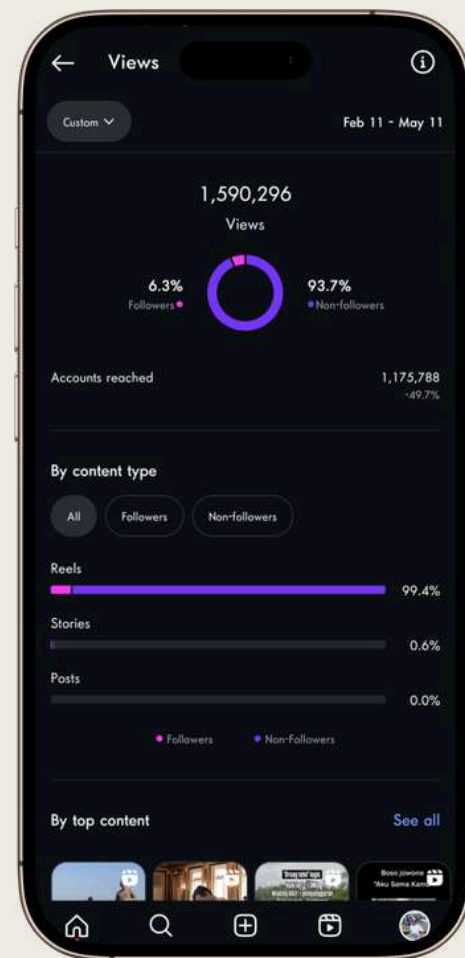 Views
Custom
Feb 11 - May 11
1,590,296
Views
6.3%
Followers
93.7%
Non-followers
Accounts reached
1,175,788
-49.7%
By content type
All
Followers
Non-followers
Reels
99.4%
Stories
0.6%
Posts
0.0%
Followers
Non-Followers
By top content
See all
Boso jowone
"Aku Sama Kamu